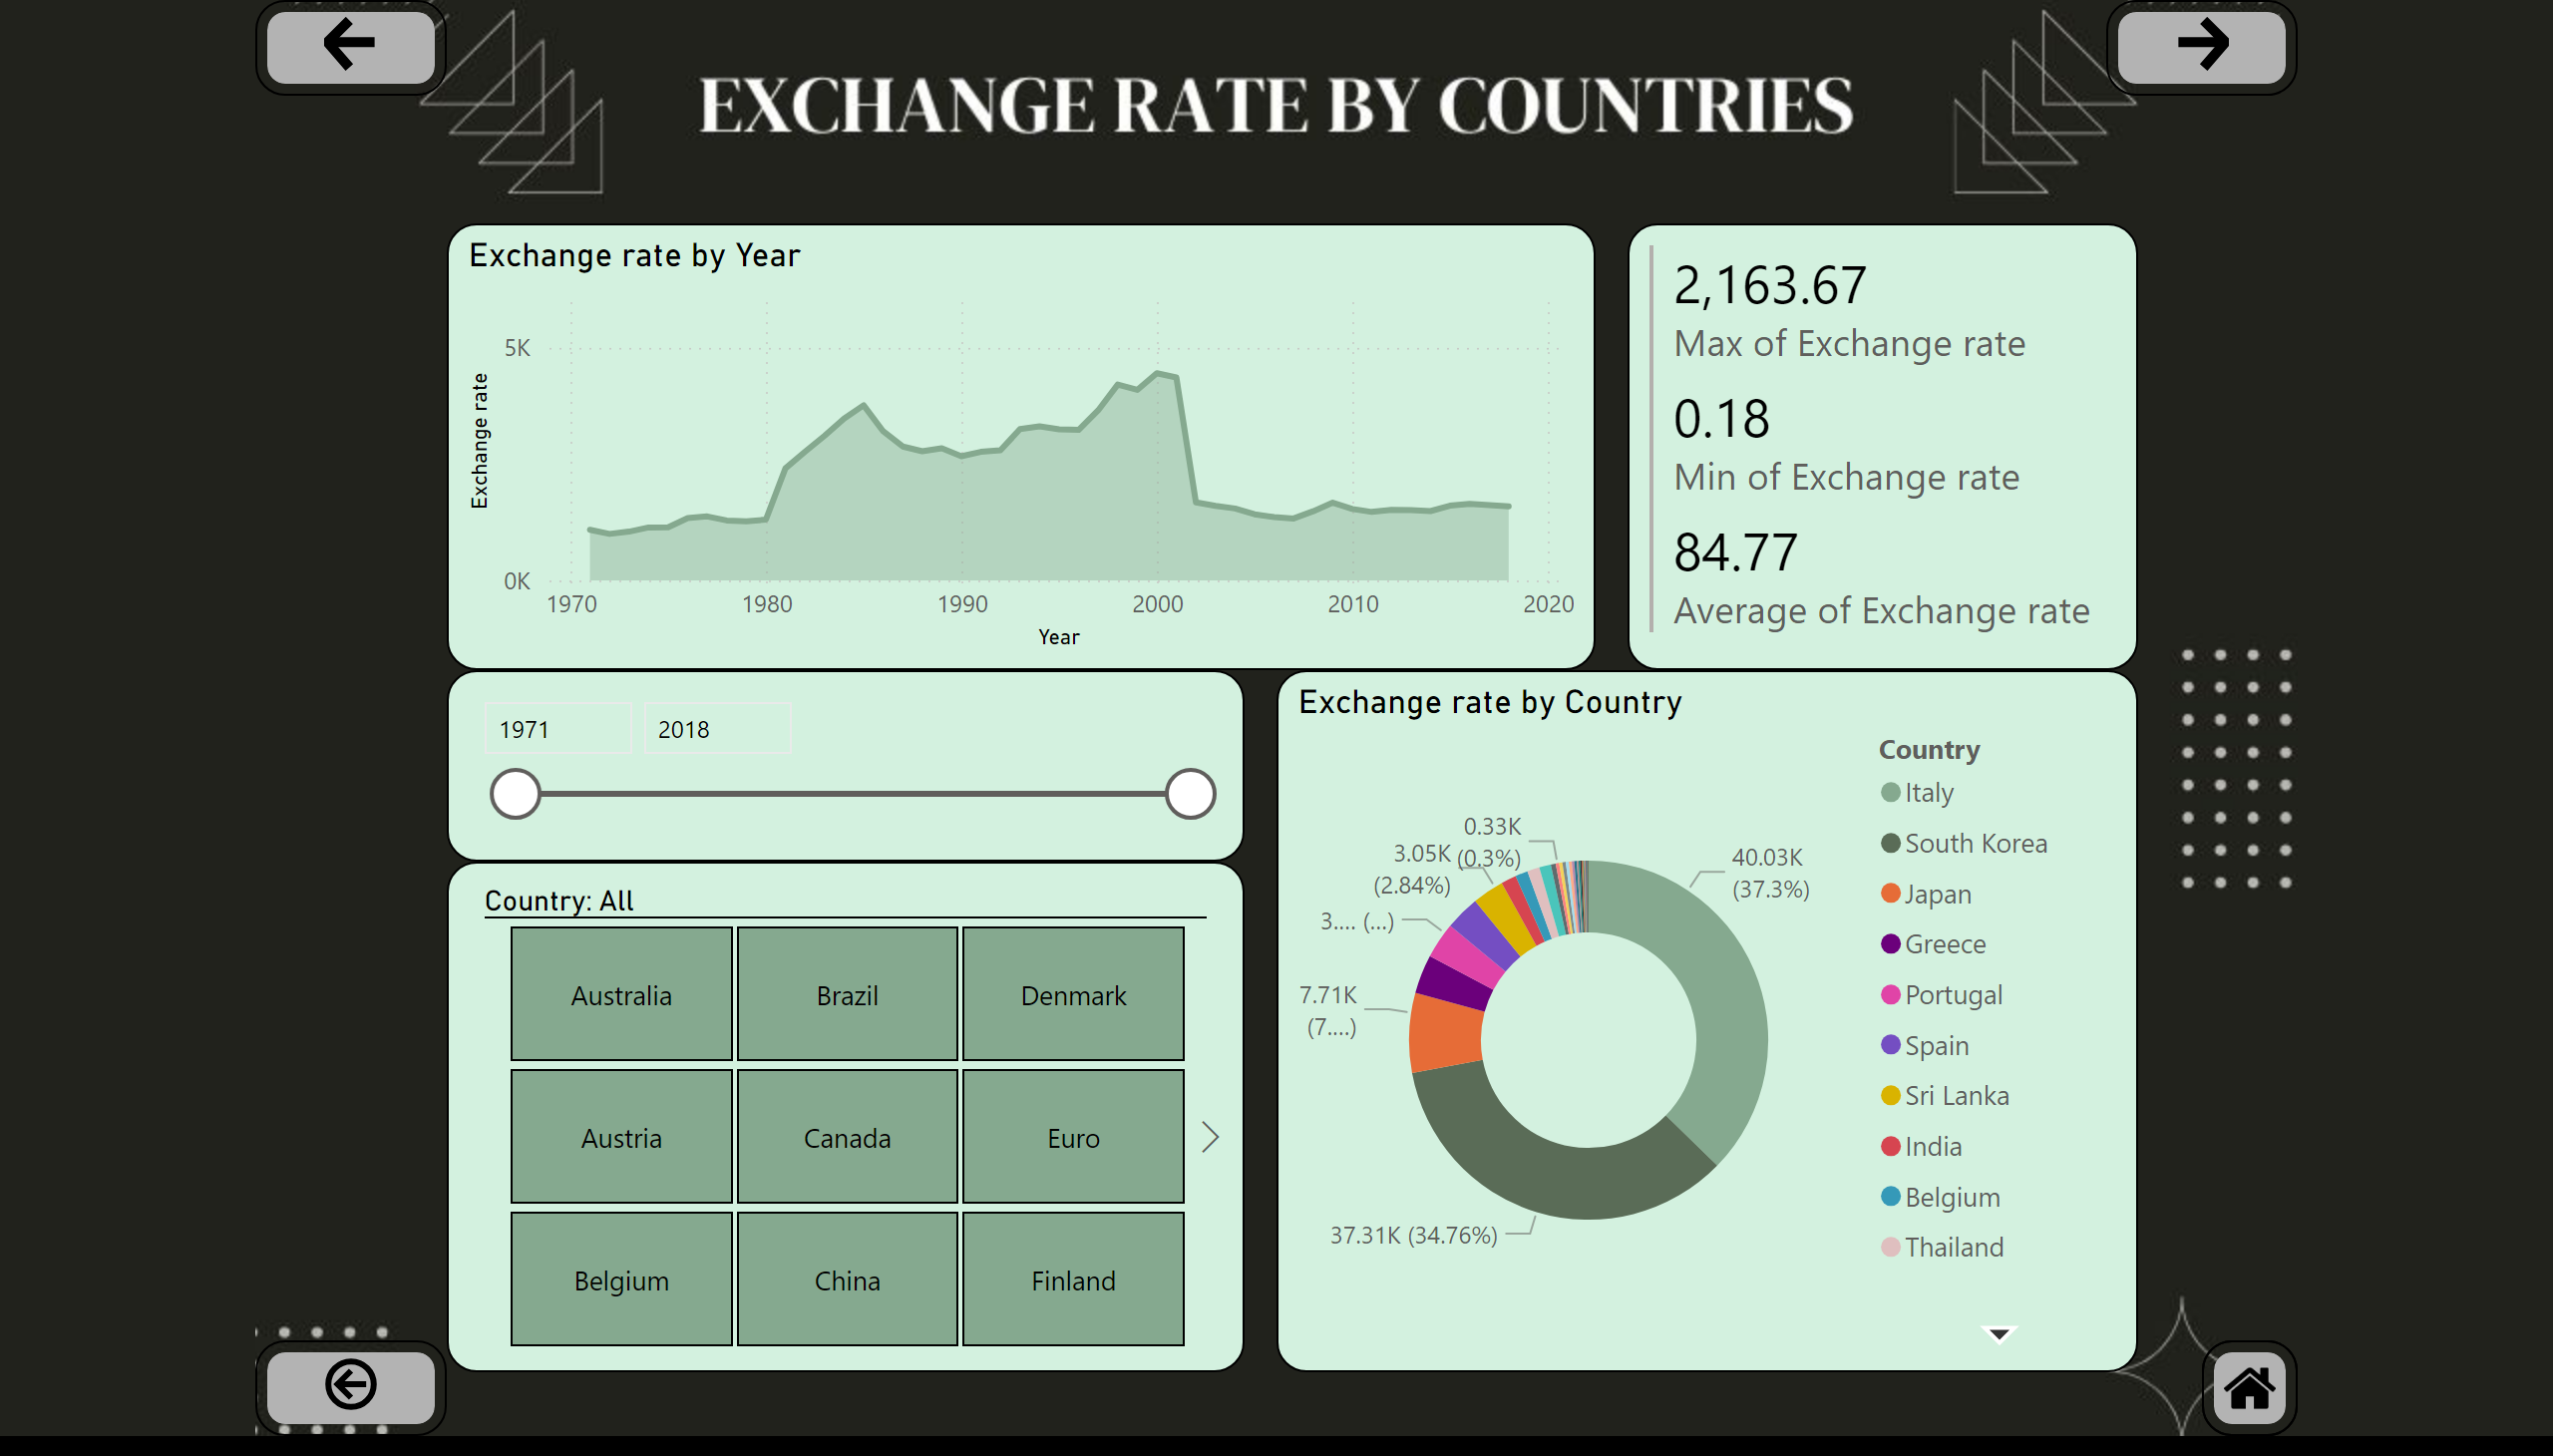 EXCHANGE RATE BY COUNTRIES
Exchange rate by Year
5K
0K
Exchange rate
1970
1980
1990
2000
2010
2020
Year
2,163.67
Max of Exchange rate
0.18
Min of Exchange rate
84.77
Average of Exchange rate
1971
2018
Country: All
Australia
Brazil
Denmark
Austria
Canada
Euro
Belgium
China
Finland
Exchange rate by Country
0.33K
(0.3%)
3.05K
(2.84%)
3.... (...)
7.71K
(7....)
40.03K
(37.3%)
37.31K (34.76%)
Country
Italy
South Korea
Japan
Greece
Portugal
Spain
Sri Lanka
India
Belgium
Thailand